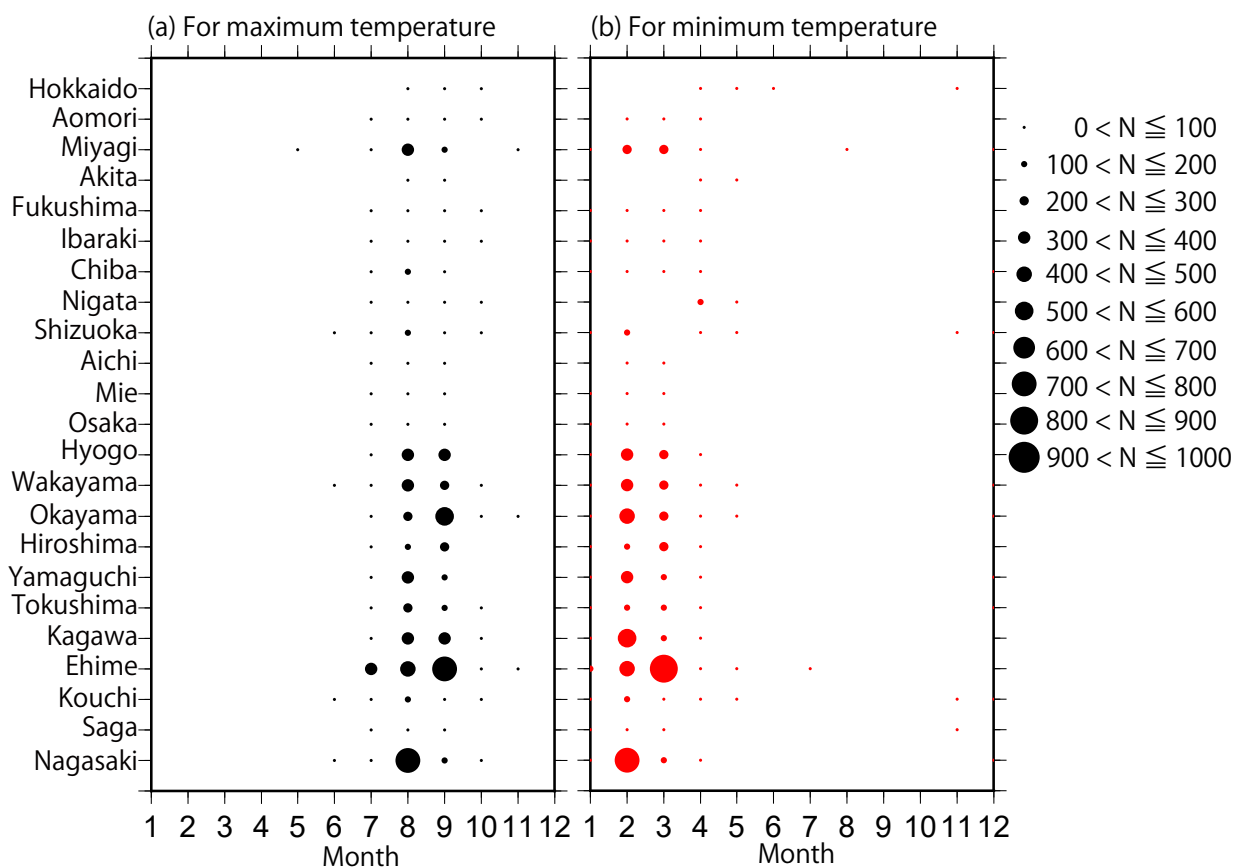 (a) For maximum temperature
(b) For minimum temperature
Hokkaido
Aomori
Miyagi
Akita
Fukushima
Ibaraki
Chiba
Nigata
Shizuoka
Aichi
Mie
Osaka
Hyogo
Wakayama
Okayama
Hiroshima
Yamaguchi
Tokushima
Kagawa
Ehime
Kouchi
Saga
Nagasaki
1 2 3 4 5 6 7 8 9 10 11 12
Month
1 2 3 4 5 6 7 8 9 10 11 12
Month
0 < N ≦ 100
100 < N ≦ 200
200 < N ≦ 300
300 < N ≦ 400
400 < N ≦ 500
500 < N ≦ 600
600 < N ≦ 700
700 < N ≦ 800
800 < N ≦ 900
900 < N ≦ 1000